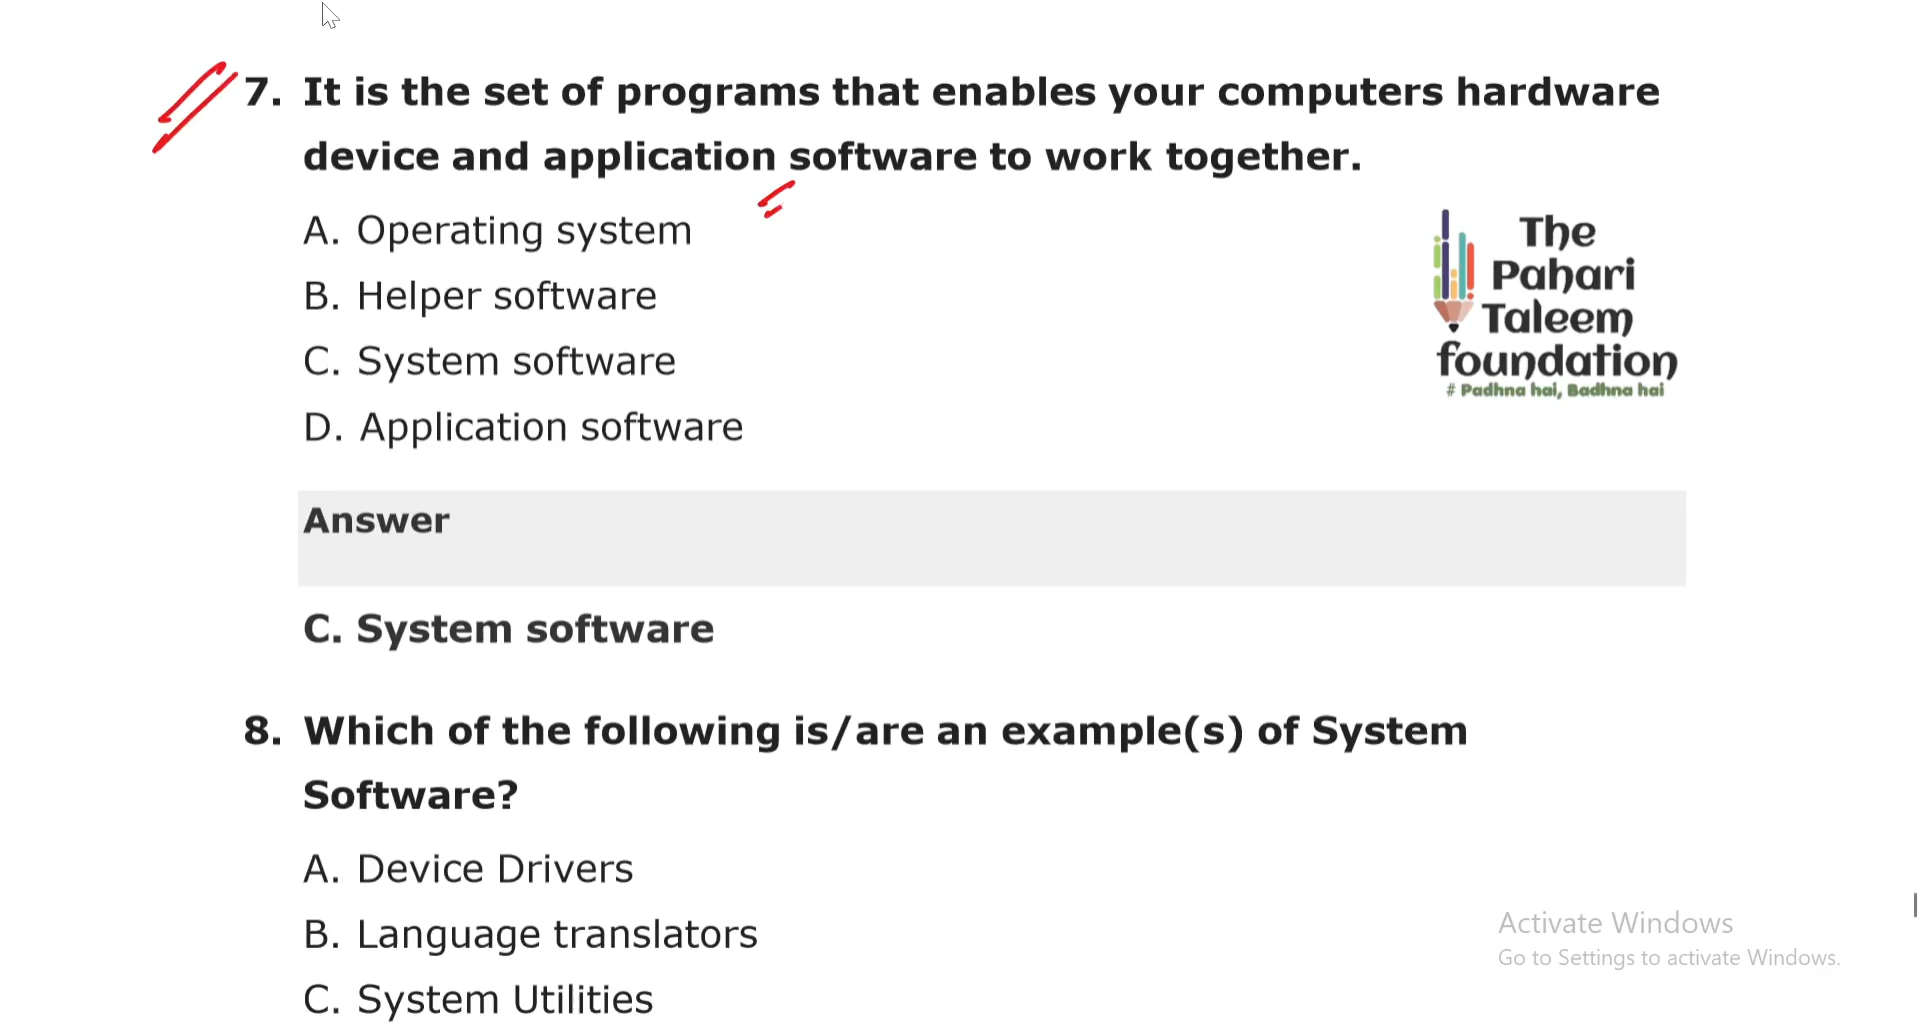 7. It is the set of programs that enables your computers hardware
device and application software to work together.
A. Operating system
B. Helper software
C. System software
D. Application software
The
Pahari
Taleem
foundation
# Padhna hai, Badhna hai
Answer
C. System software
8. Which of the following is/are an example(s) of System
Software?
A. Device Drivers
B. Language translators
C. System Utilities
Activate Windows
Go to Settings to activate Windows.